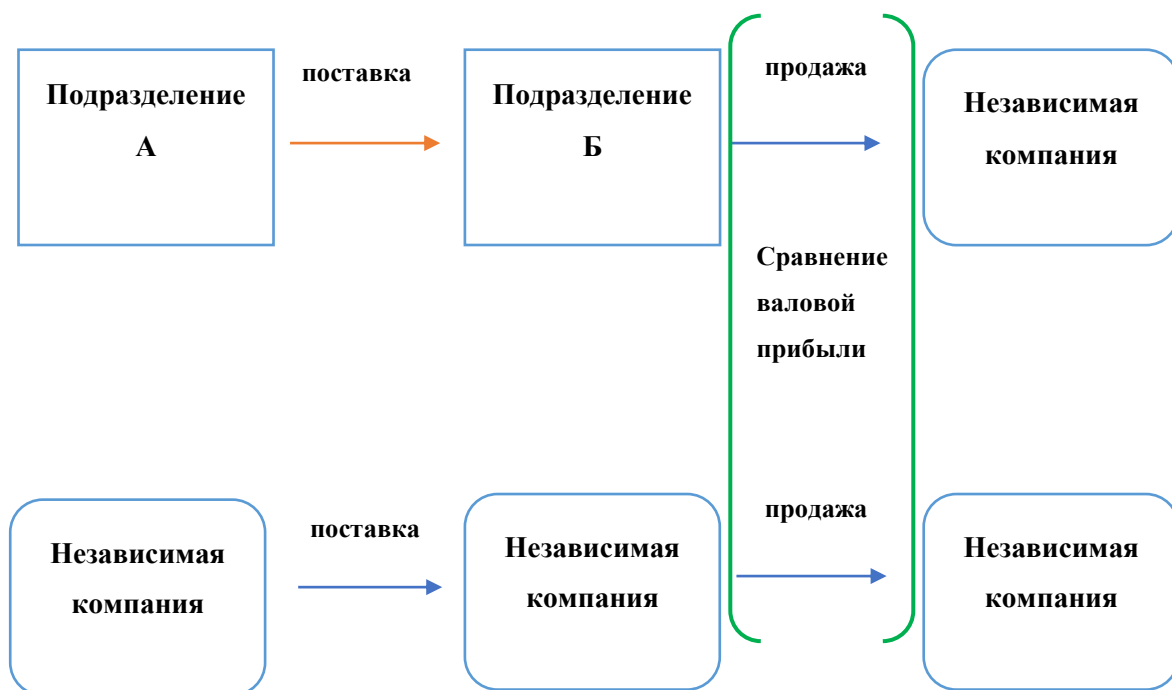 Подразделение
А
поставка
Подразделение
Б
продажа
Независимая
компания
Сравнение
валовой
прибыли
Независимая
компания
поставка
Независимая
компания
продажа
Независимая
компания